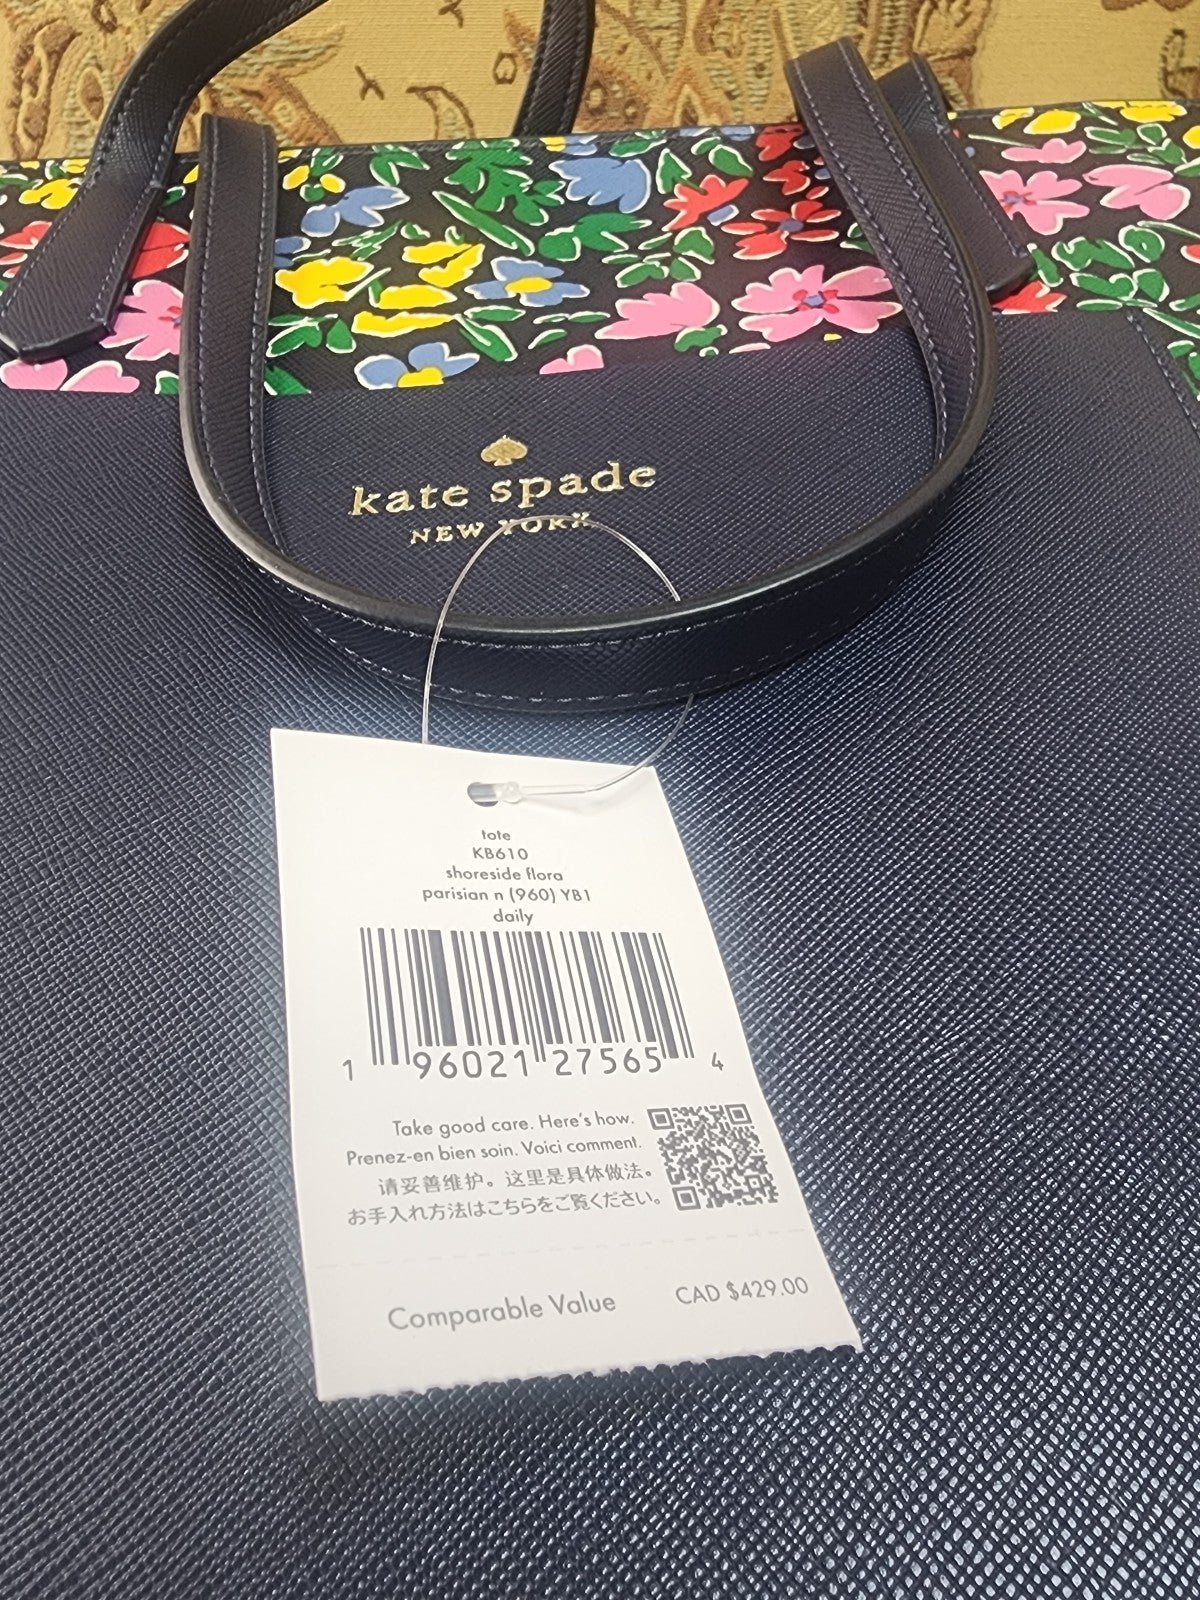 kate spade
NEW YORK
tote
KB610
shoreside flora
parisian n (960) YB1
daily
1 96021 27565 4
Take good care. Here's how.
Prenez-en bien soin. Voici comment.
请妥善维护。这里是具体做法。
お手入れ方法はこちらをご覧ください。
Comparable Value CAD $429.00